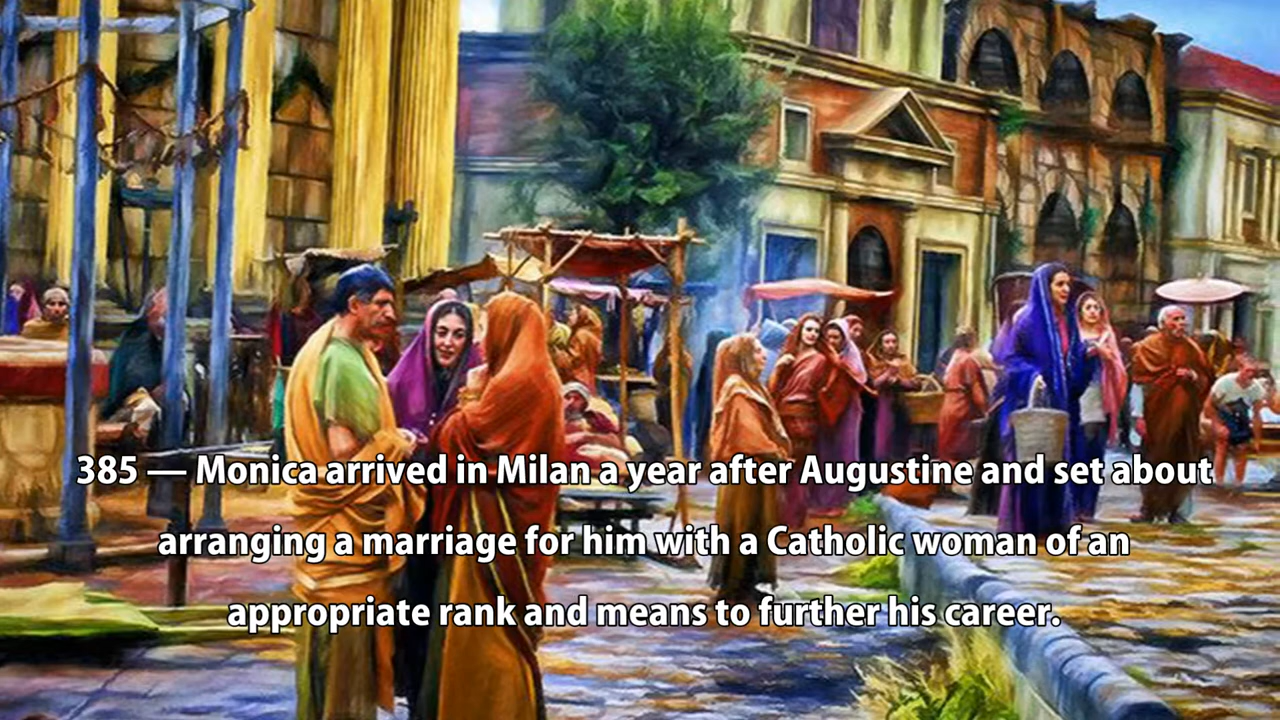 385 — Monica arrived in Milan a year after Augustine and set about
arranging a marriage for him with a Catholic woman of an
appropriate rank and means to further his career.